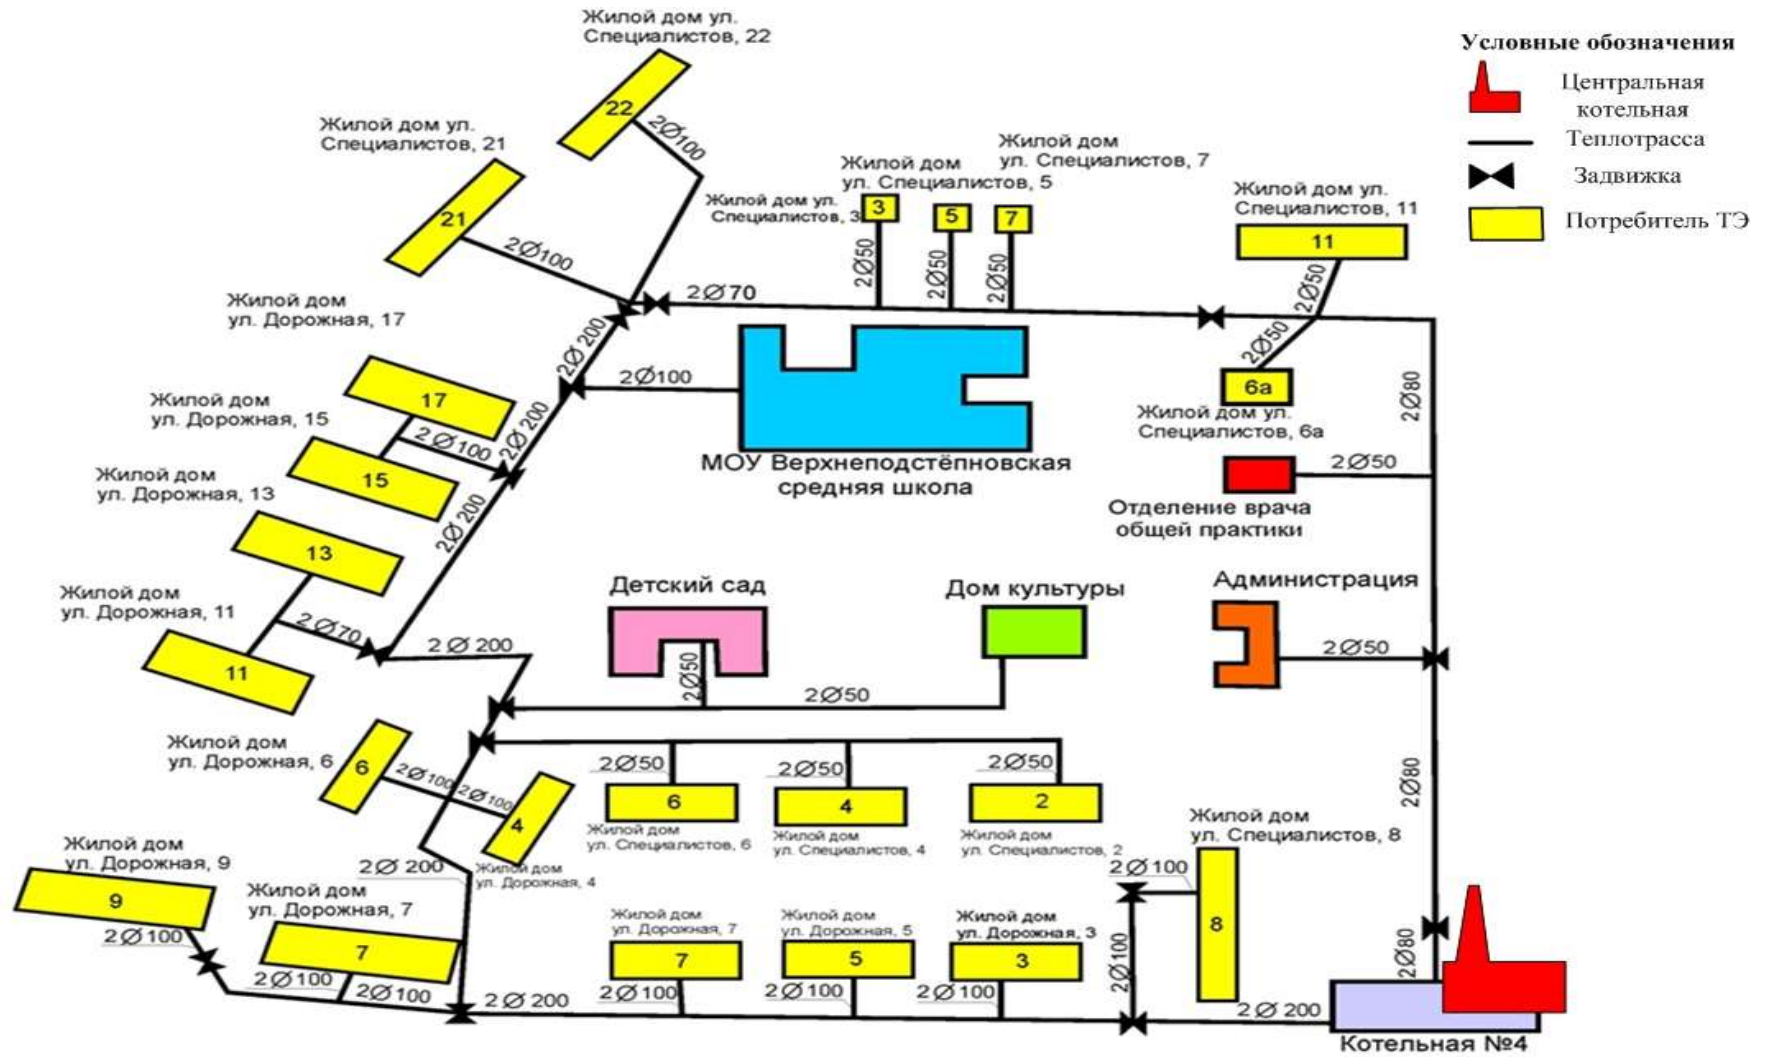 Жилой дом ул.
Специалистов, 22
22
2Ø100
Жилой дом ул.
Специалистов, 21
21
2Ø100
Условные обозначения
Центральная
котельная
Теплотрасса
Задвижка
Потребитель ТЭ
Жилой дом
ул. Специалистов, 7
Жилой дом
ул. Специалистов, 5
Жилой дом ул.
Специалистов, 3
3
5
7
2Ø50
2Ø50
2Ø50
Жилой дом ул.
Специалистов, 11
11
2Ø50
2Ø50
6а
Жилой дом ул.
Специалистов, 6а
2Ø70
2Ø80
Жилой дом
ул. Дорожная, 17
17
2Ø200
2Ø100
МОУ Верхнеподстёпновская
средняя школа
Жилой дом
ул. Дорожная, 15
15
2Ø100
2Ø200
2Ø200
2Ø50
Отделение врача
общей практики
Жилой дом
ул. Дорожная, 13
13
Жилой дом
ул. Дорожная, 11
11
2Ø70
2Ø200
Детский сад
2Ø50
Дом культуры
2Ø50
Администрация
2Ø50
2Ø80
Жилой дом
ул. Дорожная, 6
6
2Ø100
2Ø100
4
Жилой дом
ул. Дорожная, 4
2Ø50
6
Жилой дом
ул. Специалистов, 6
2Ø50
4
Жилой дом
ул. Специалистов, 4
2Ø50
2
Жилой дом
ул. Специалистов, 2
Жилой дом
ул. Специалистов, 8
2Ø100
8
2Ø100
Жилой дом
ул. Дорожная, 9
9
2Ø100
2Ø200
Жилой дом
ул. Дорожная, 7
7
2Ø100
2Ø100
2Ø200
Жилой дом
ул. Дорожная, 7
7
2Ø100
Жилой дом
ул. Дорожная, 5
5
2Ø100
Жилой дом
ул. Дорожная, 3
3
2Ø100
2Ø200
2Ø80
Котельная №4